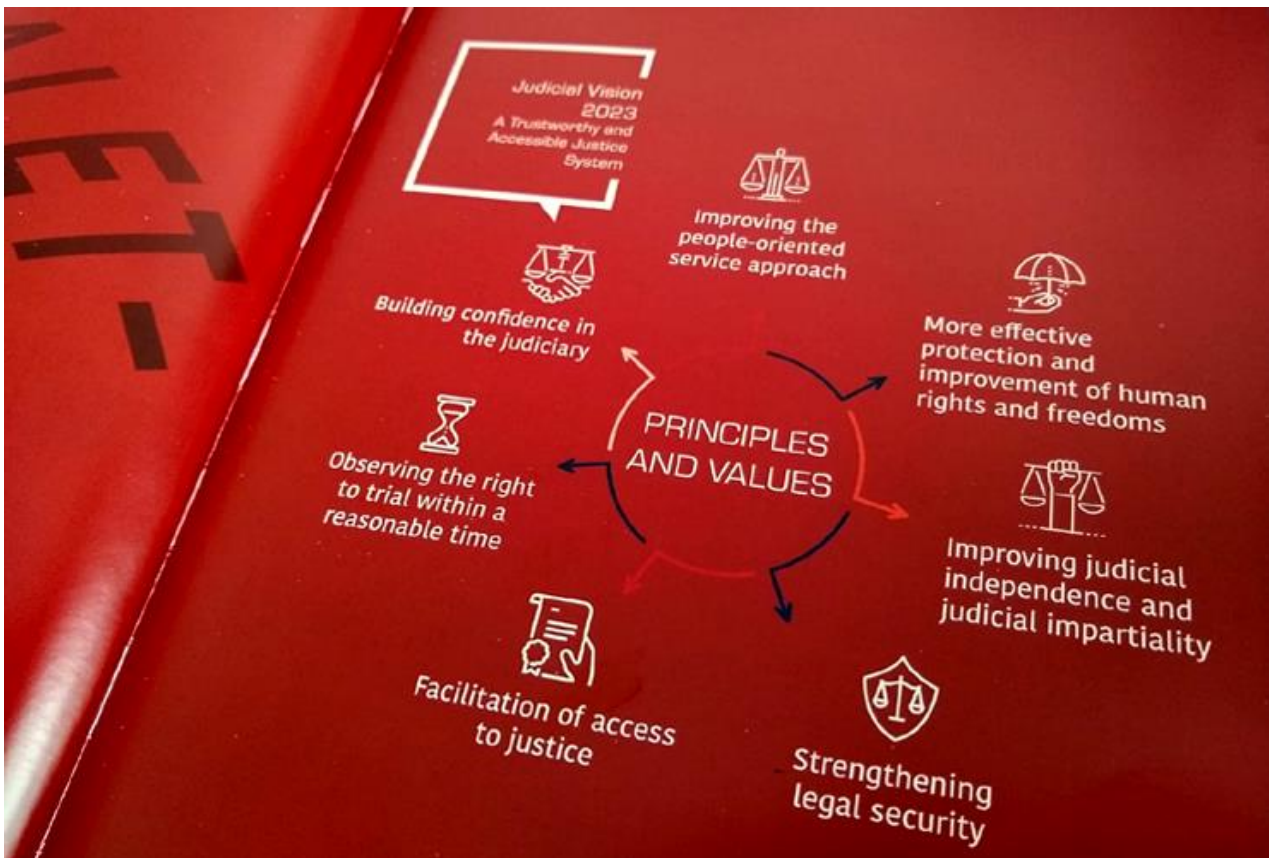 NET-
Judicial Vision
2023
A Trustworthy and
Accessible Justice
System
Improving the
people-oriented
service approach
More effective
protection and
improvement of human
rights and freedoms
Improving judicial
independence and
judicial impartiality
Strengthening
legal security
Facilitation of access
to justice
Observing the right
to trial within a
reasonable time
Building confidence in
the judiciary
PRINCIPLES
AND VALUES